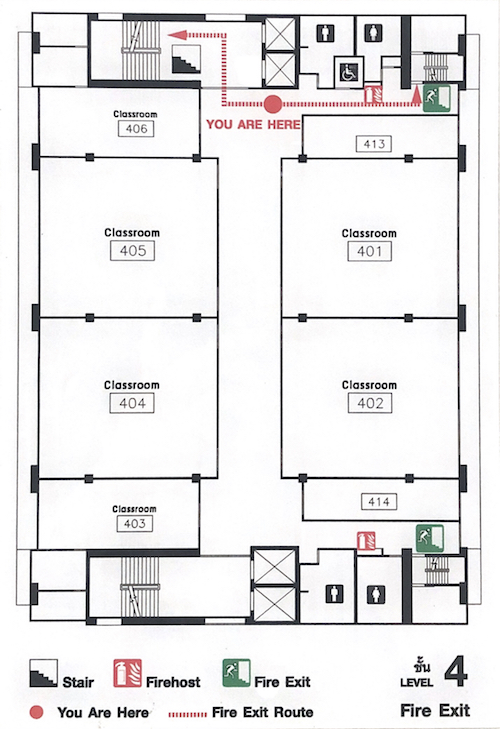 YOU ARE HERE
Classroom
406
413
Classroom
405
Classroom
401
Classroom
404
Classroom
402
Classroom
403
414
Stair
Firehost
Fire Exit
ชั้น
LEVEL 4
You Are Here
Fire Exit Route
Fire Exit